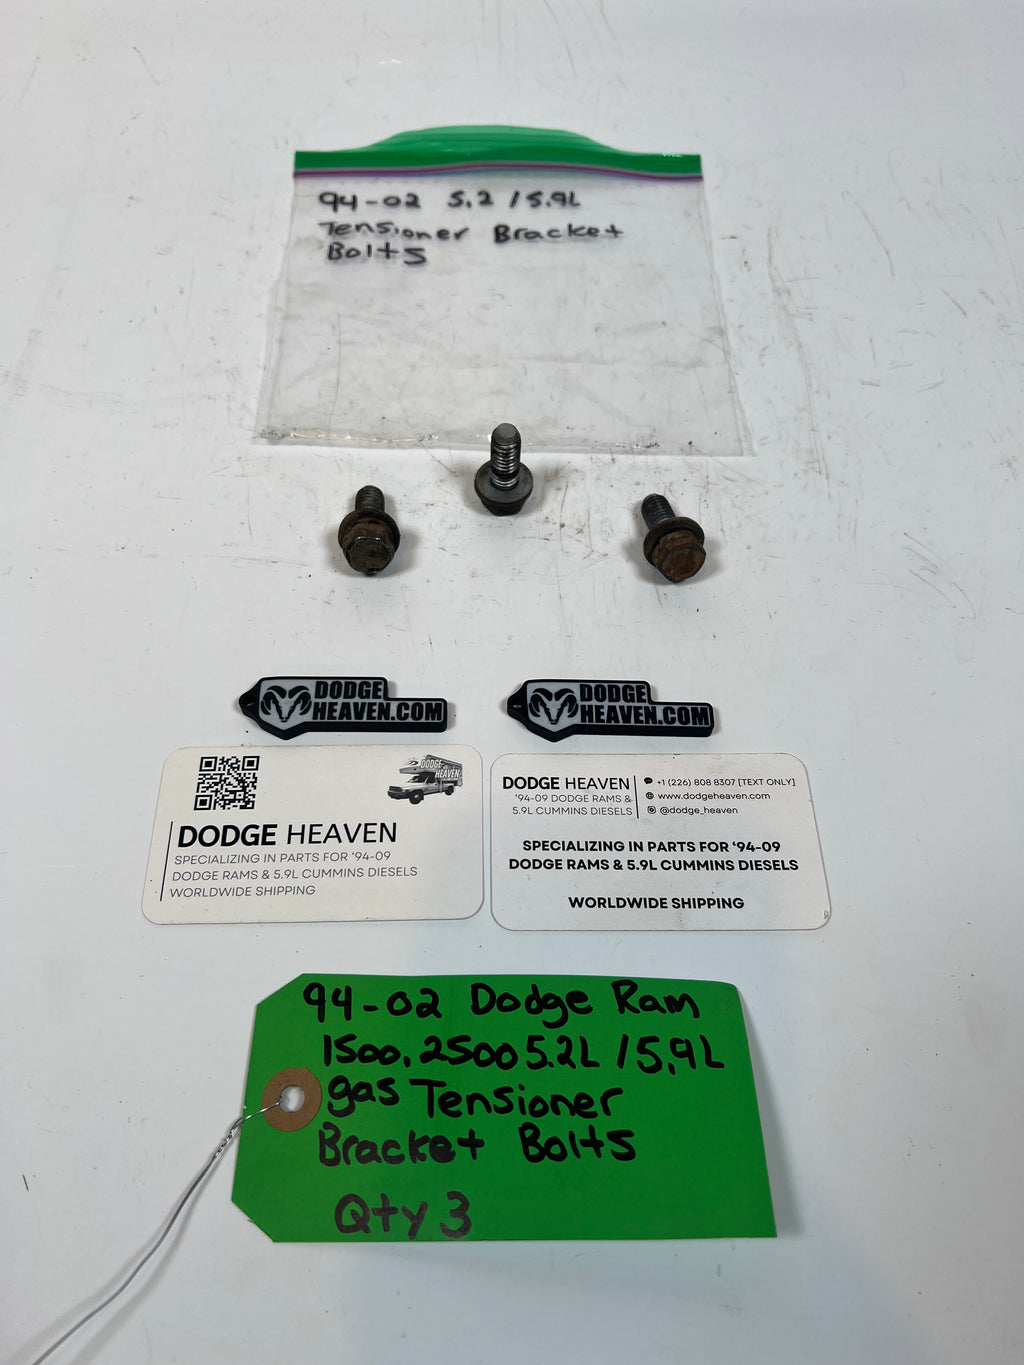 94-02 5.2 / 5.9L
Tensioner Bracket
Bolts
DODGE
HEAVEN.COM
DODGE
HEAVEN.COM
DODGE
HEAVEN
DODGE HEAVEN
SPECIALIZING IN PARTS FOR '94-09
DODGE RAMS & 5.9L CUMMINS DIESELS
WORLDWIDE SHIPPING
DODGE HEAVEN
'94-09 DODGE RAMS &
5.9L CUMMINS DIESELS
+1 (226) 808 8307 [TEXT ONLY]
www.dodgeheaven.com
@dodge_heaven
SPECIALIZING IN PARTS FOR '94-09
DODGE RAMS & 5.9L CUMMINS DIESELS
WORLDWIDE SHIPPING
94-02 Dodge Ram
1500, 2500 5.2L / 5.9L
gas Tensioner
Bracket Bolts
Qty 3